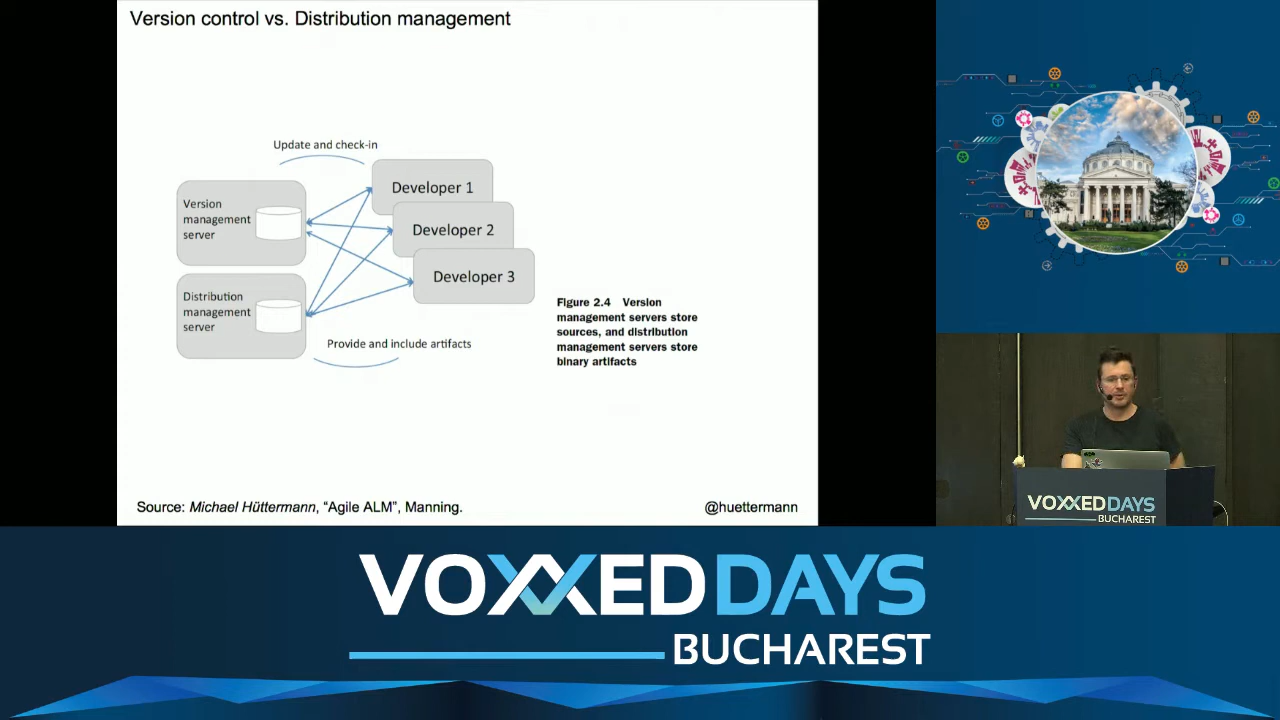 Version control vs. Distribution management
Update and check-in
Version
management
server
Developer 1
Developer 2
Developer 3
Distribution
management
server
Provide and include artifacts
Figure 2.4 Version
management servers store
sources, and distribution
management servers store
binary artifacts
Source: Michael Hüttermann, “Agile ALM”, Manning.
@huettermann
VOXXED DAYS
BUCHAREST
VOXXED DAYS
BUCHAREST